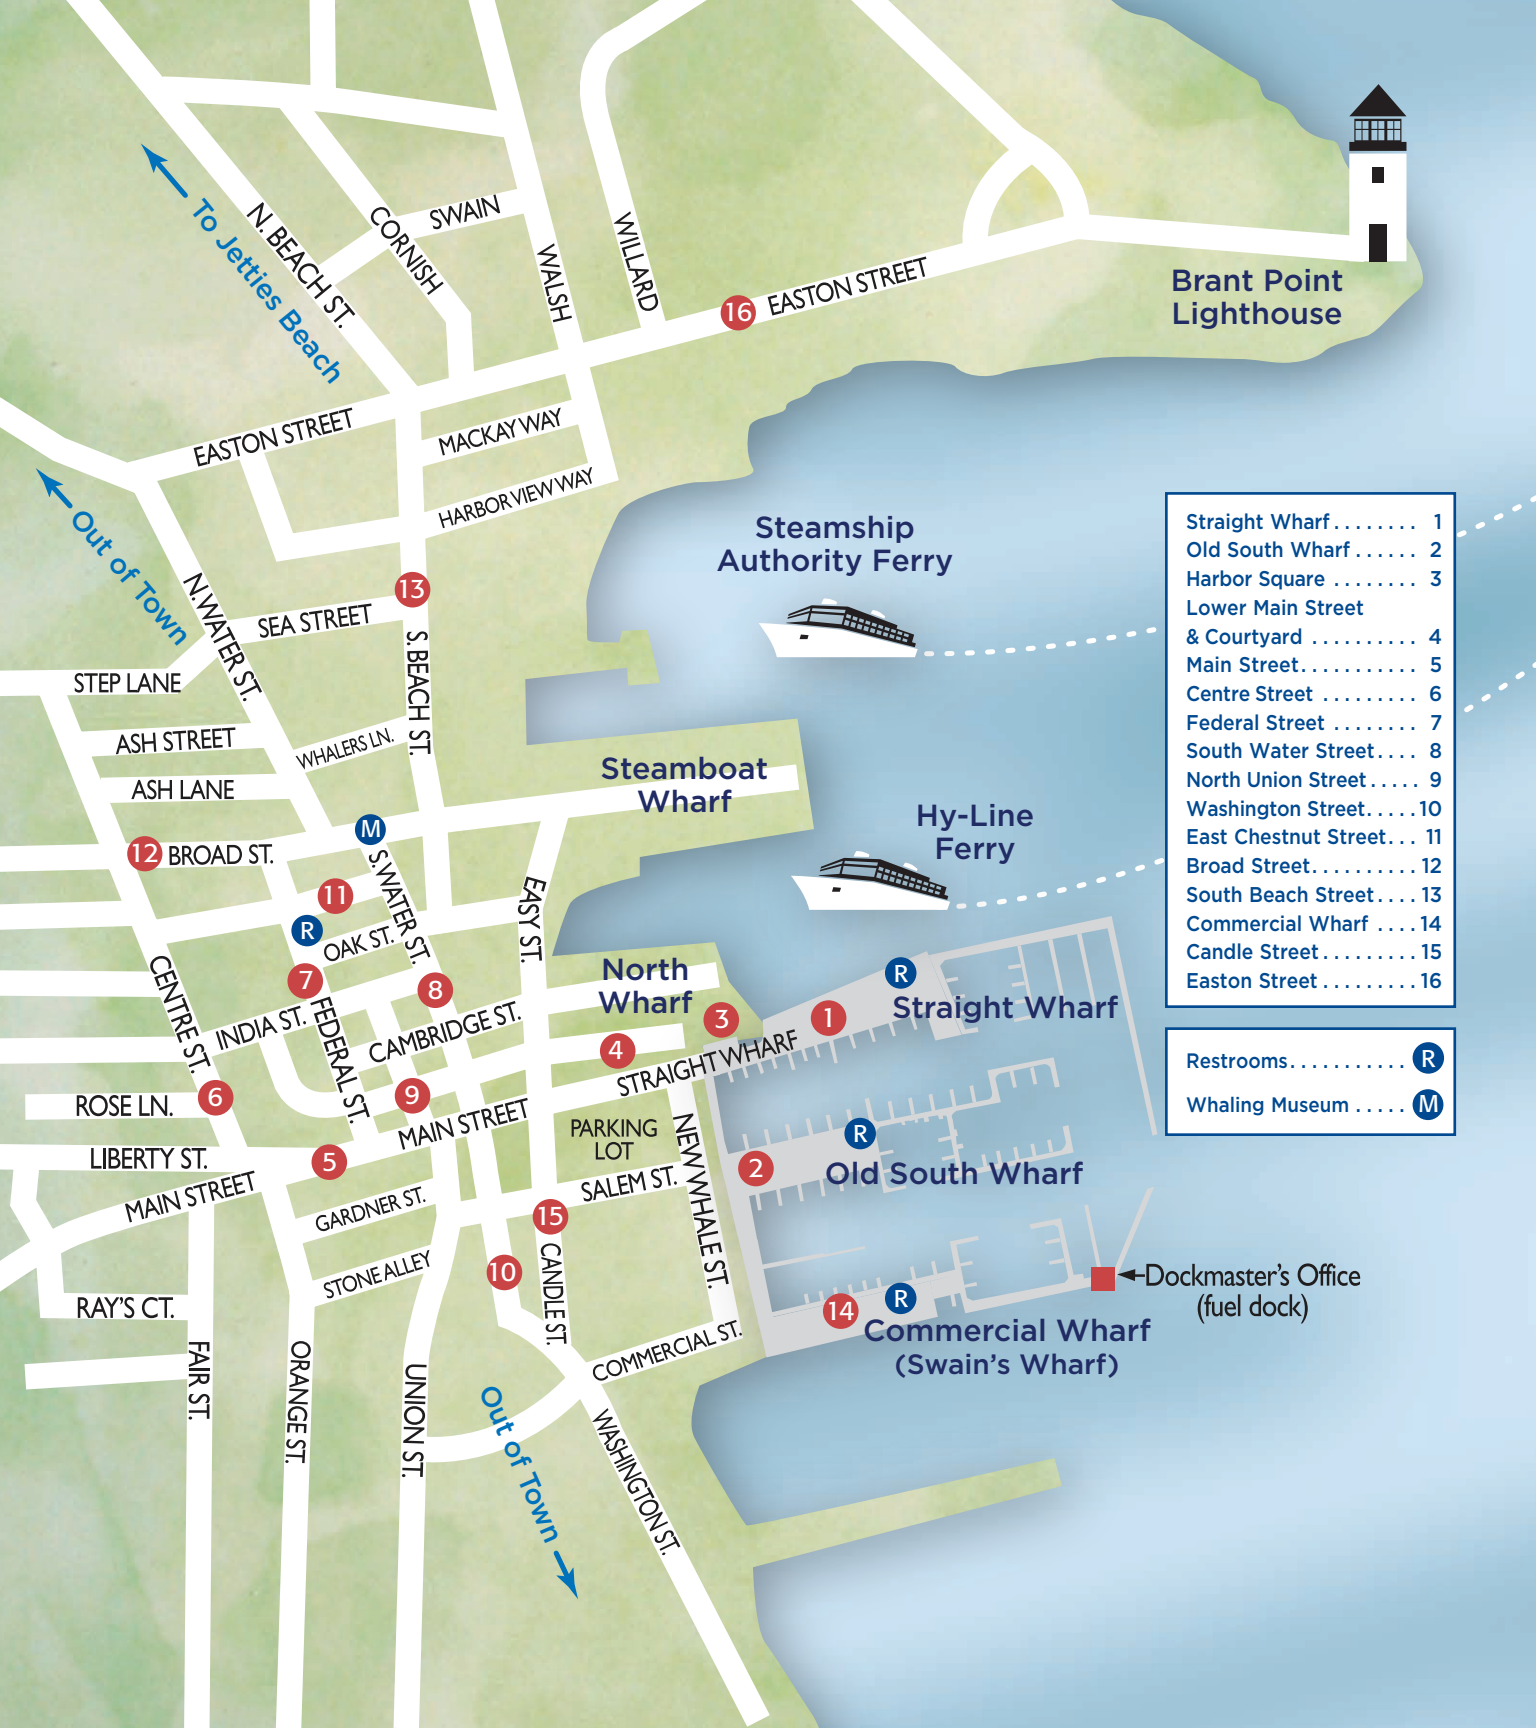 To Jetties Beach
N. BEACH ST.
CORNISH
SWAIN
WALSH
WILLARD
16
EASTON STREET
Brant Point
Lighthouse
EASTON STREET
MACKAY WAY
HARBOR VIEW WAY
Out of Town
N. WATER ST.
SEA STREET
13
S. BEACH ST.
STEP LANE
ASH STREET
WHALERS LN.
ASH LANE
Steamship
Authority Ferry
Steamboat
Wharf
Hy-Line
Ferry
M
12
BROAD ST.
11
S. WATER ST.
EASY ST.
R
OAK ST.
7
8
CENTRE ST.
INDIA ST.
FEDERAL ST.
CAMBRIDGE ST.
North
Wharf
3
1
R
Straight Wharf
4
STRAIGHT WHARF
6
ROSE LN.
9
MAIN STREET
PARKING
LOT
NEW WHALE ST.
R
2
Old South Wharf
LIBERTY ST.
5
MAIN STREET
GARDNER ST.
SALEM ST.
15
STONE ALLEY
10
CANDLE ST.
RAY'S CT.
14
R
Commercial Wharf
(Swain's Wharf)
Dockmaster's Office
(fuel dock)
COMMERCIAL ST.
FAIR ST.
ORANGE ST.
UNION ST.
Out of Town
WASHINGTON ST.
Straight Wharf ........ 1
Old South Wharf ...... 2
Harbor Square ........ 3
Lower Main Street
& Courtyard .......... 4
Main Street........... 5
Centre Street ......... 6
Federal Street ........ 7
South Water Street.... 8
North Union Street ..... 9
Washington Street.....10
East Chestnut Street... 11
Broad Street.......... 12
South Beach Street.... 13
Commercial Wharf ....14
Candle Street ......... 15
Easton Street .........16
Restrooms........... R
Whaling Museum ..... M